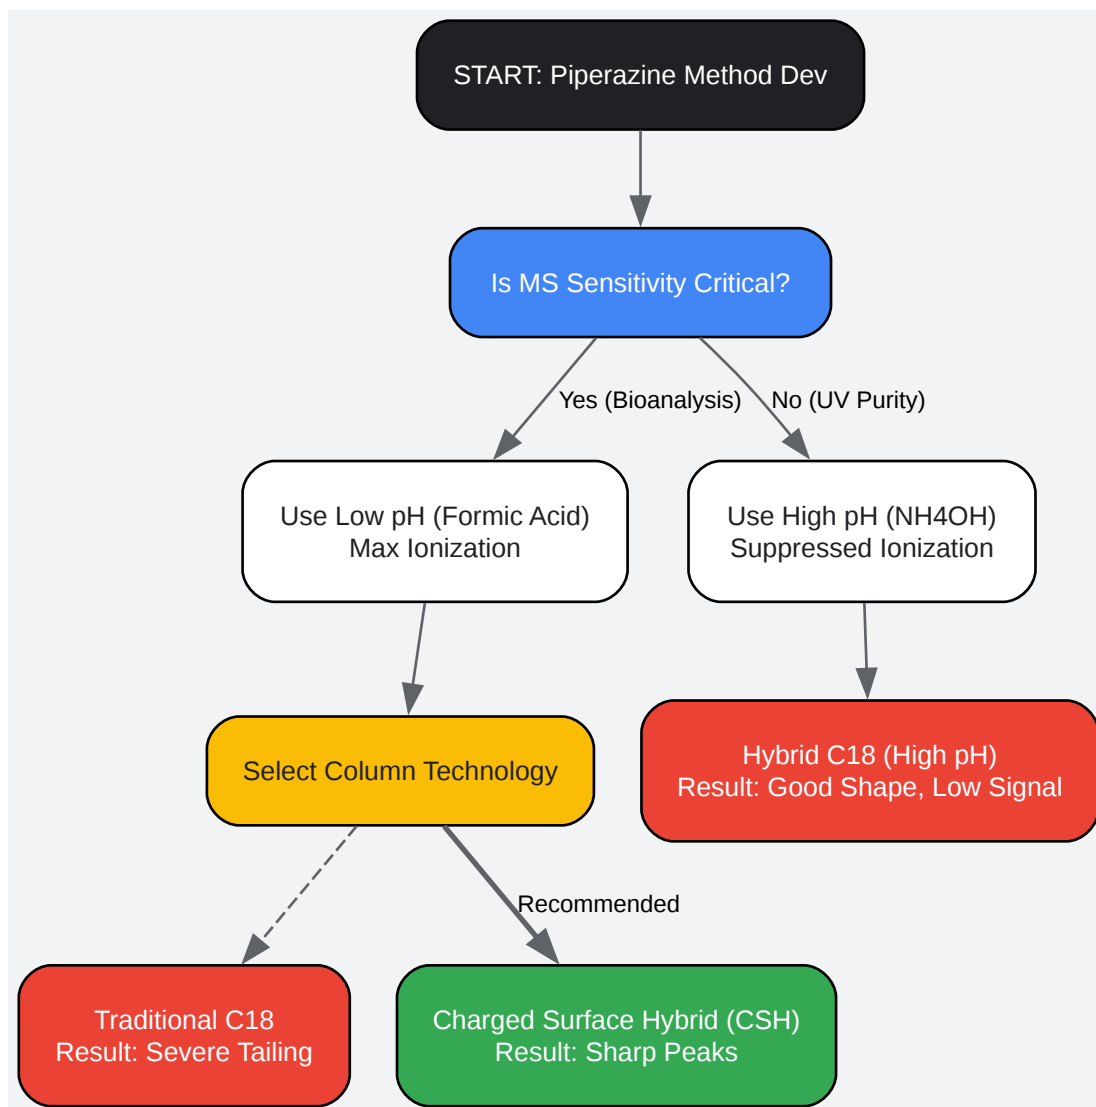 START: Piperazine Method Dev
Is MS Sensitivity Critical?
Yes (Bioanalysis)
No (UV Purity)
Use Low pH (Formic Acid)
Max Ionization
Use High pH (NH4OH)
Suppressed Ionization
Select Column Technology
Hybrid C18 (High pH)
Result: Good Shape, Low Signal
Recommended
Traditional C18
Result: Severe Tailing
Charged Surface Hybrid (CSH)
Result: Sharp Peaks